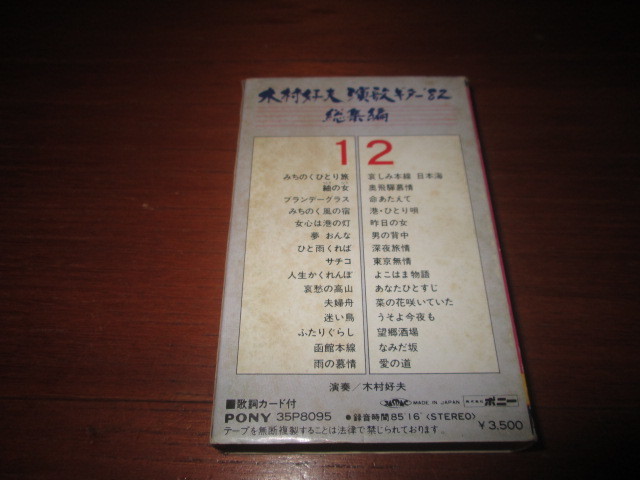 木村好夫 演歌ギター'82
総集編
1 2
みちのくひとり旅 哀しみ本線 日本海
紬の女 奥飛騨慕情
ブランデーグラス 命あたえて
みちのく風の宿 港・ひとり唄
女心は港の灯 昨日の女
夢 おんな 男の背中
ひと雨くれば 深夜旅情
サチコ 東京無情
人生かくれんぼ よこはま物語
哀愁の高山 あなたひとすじ
夫婦舟 菜の花咲いていた
迷い鳥 うそよ今夜も
ふたりぐらし 望郷酒場
函館本線 なみだ坂
雨の慕情 愛の道
演奏/木村好夫
■歌詞カード付 JASRAC MADE IN JAPAN 株式会社 ポニー
PONY 35P8095 ●録音時間85'16"〈STEREO〉
テープを無断複製することは法律で禁じられております。 ¥3,500